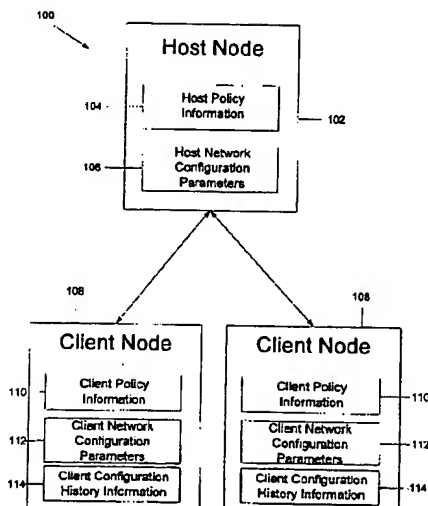 100
Host Node
104
Host Policy
Information
102
106
Host Network
Configuration
Parameters
108
108
Client Node
Client Node
110
Client Policy
Information
Client Policy
Information
110
112
Client Network
Configuration
Parameters
Client Network
Configuration
Parameters
112
114
Client Configuration
History Information
Client Configuration
History Information
114